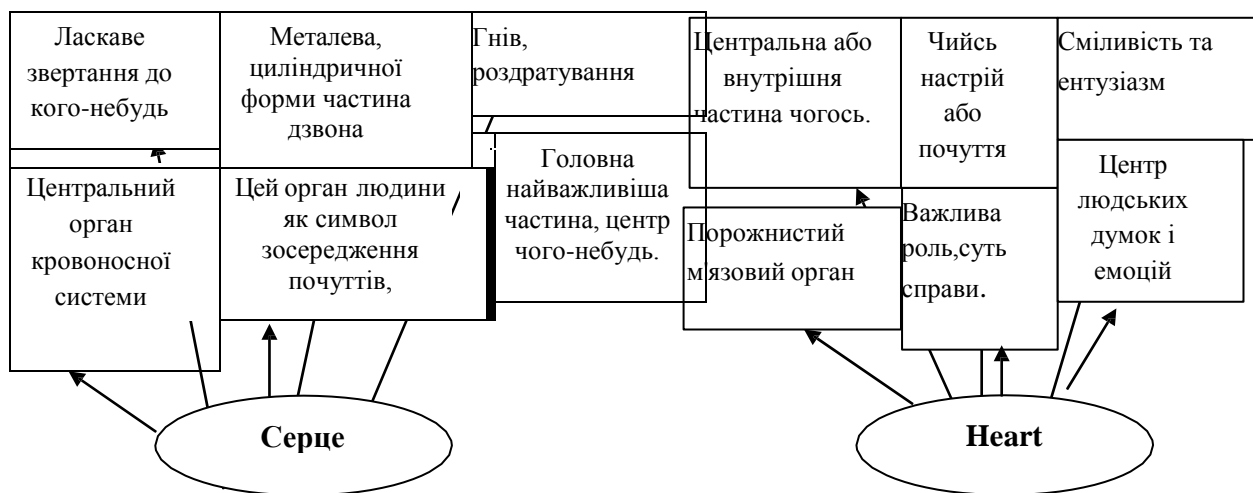 Ласкаве
звертання до
кого-небудь
Металева,
циліндричної
форми частина
дзвона
Гнів,
роздратування
Центральний
орган
кровоносної
системи
Цей орган людини
як символ
зосередження
почуттів,
Головна
найважливіша
частина, центр
чого-небудь.
Серце
Центральна або
внутрішня
частина чогось.
Чийсь
настрій
або
почуття
Сміливість та
ентузіазм
Порожнистий
м'язовий орган
Важлива
роль,суть
справи.
Центр
людських
думок і
емоцій
Heart